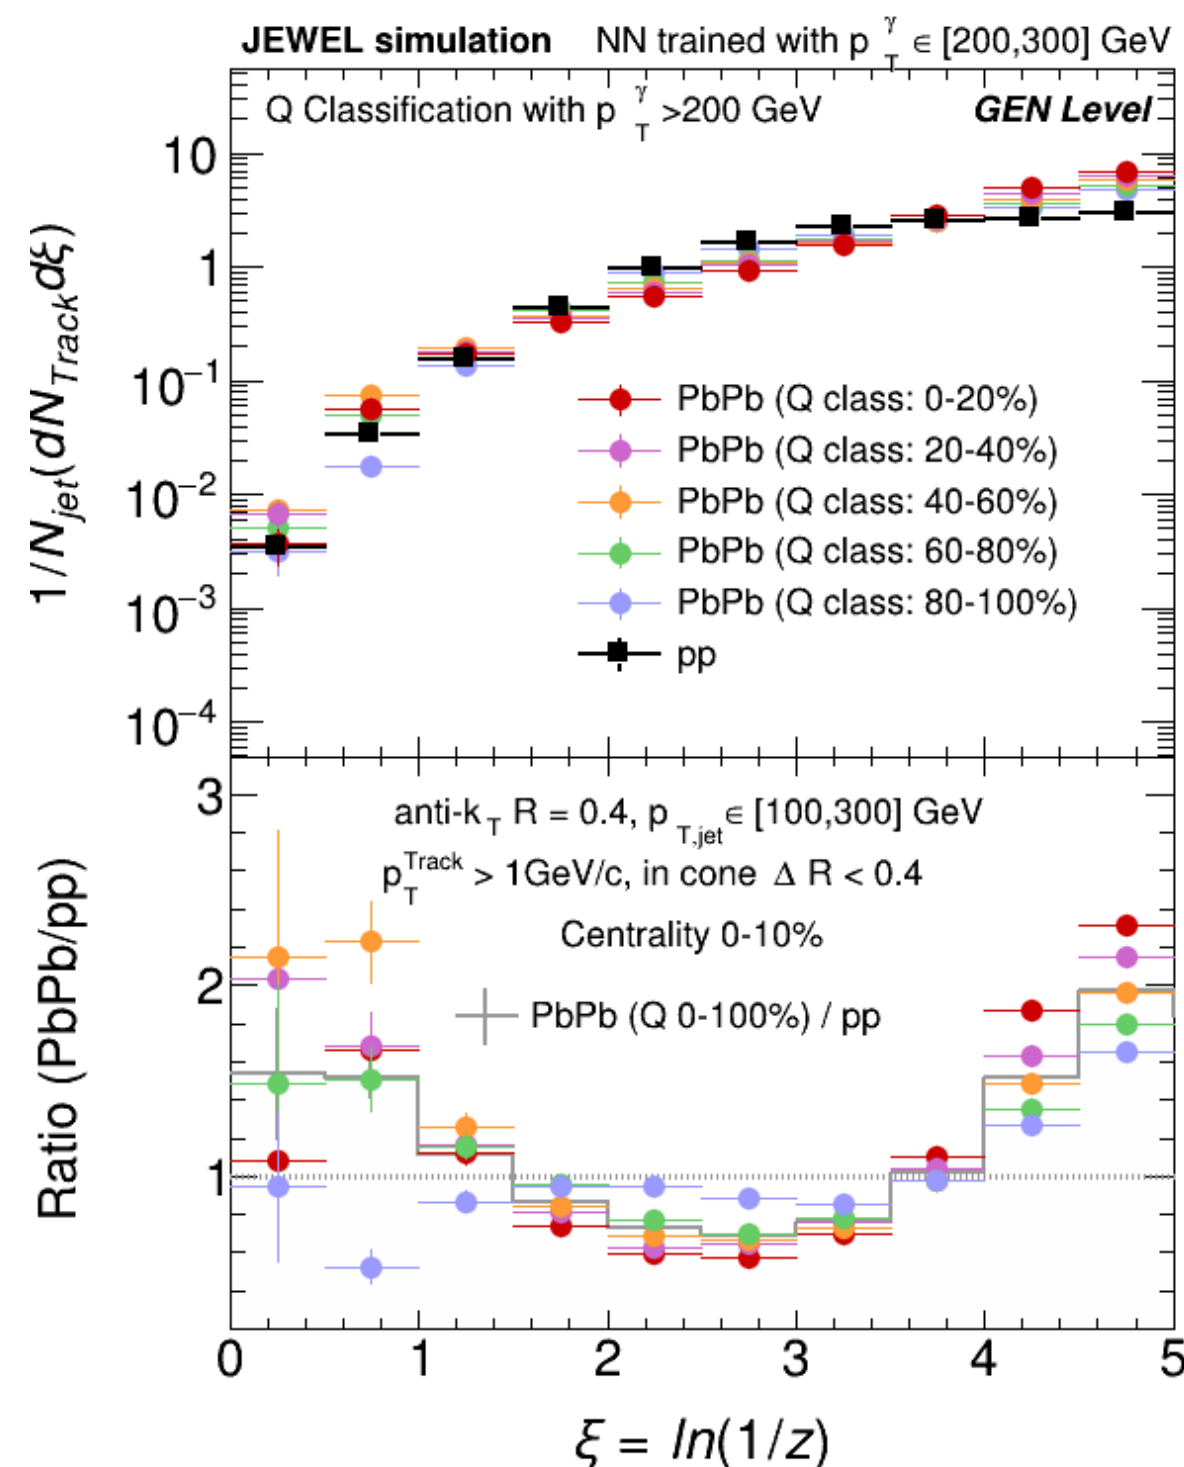 JEWEL simulation NN trained with p_T^γ ∈ [200,300] GeV
Q Classification with p_T^γ >200 GeV GEN Level
10
1
10⁻¹
10⁻²
10⁻³
10⁻⁴
1/N_jet(dN_Track dξ)
PbPb (Q class: 0-20%)
PbPb (Q class: 20-40%)
PbPb (Q class: 40-60%)
PbPb (Q class: 60-80%)
PbPb (Q class: 80-100%)
pp
3
2
1
Ratio (PbPb/pp)
anti-k_T R = 0.4, p_T,jet ∈ [100,300] GeV
p_T^Track > 1GeV/c, in cone Δ R < 0.4
Centrality 0-10%
PbPb (Q 0-100%) / pp
0 1 2 3 4 5
ξ = ln(1/z)